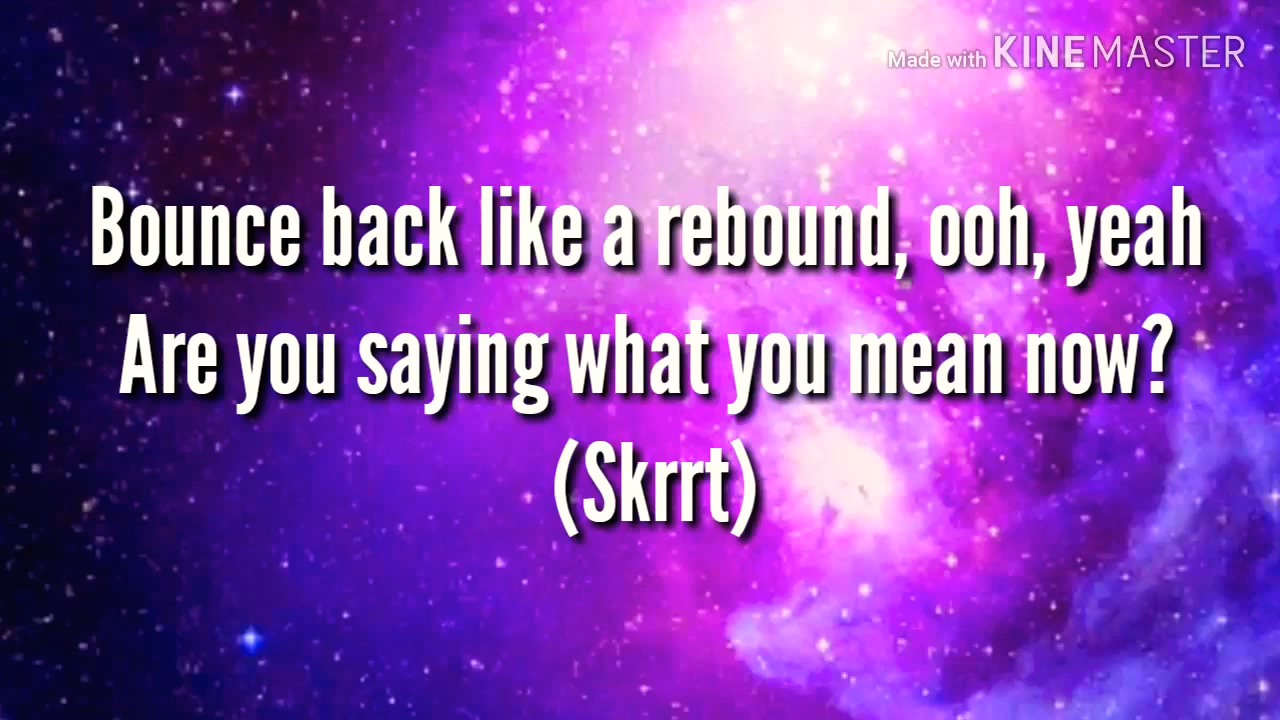 Made with KINEMASTER
Bounce back like a rebound, ooh, yeah
Are you saying what you mean now?
(Skrrt)